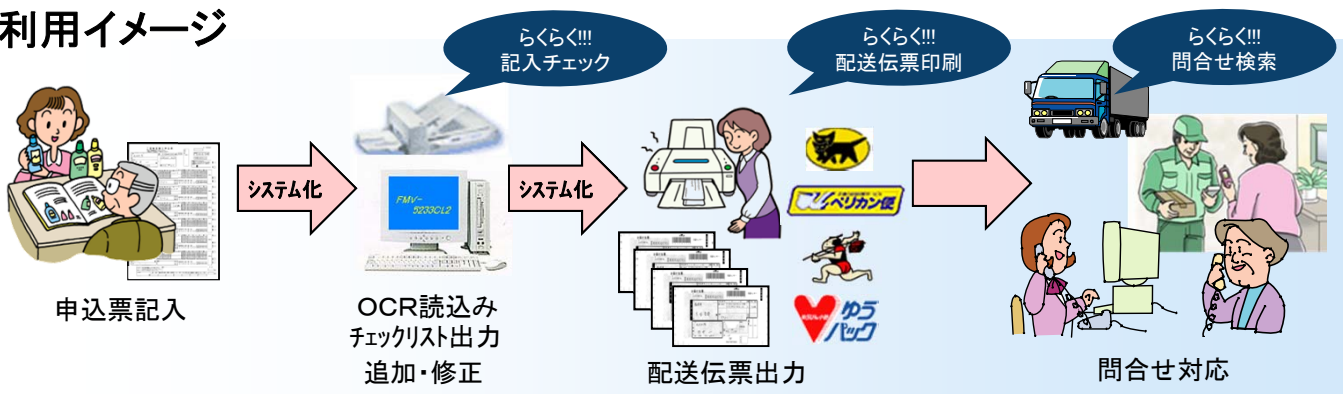 利用イメージ
らくらく!!!
記入チェック
らくらく!!!
配送伝票印刷
らくらく!!!
問合せ検索
システム化
FMV-
5233CL2
システム化
ペリカン便
ゆう
パック
申込票記入
OCR読込み
チェックリスト出力
追加・修正
配送伝票出力
問合せ対応